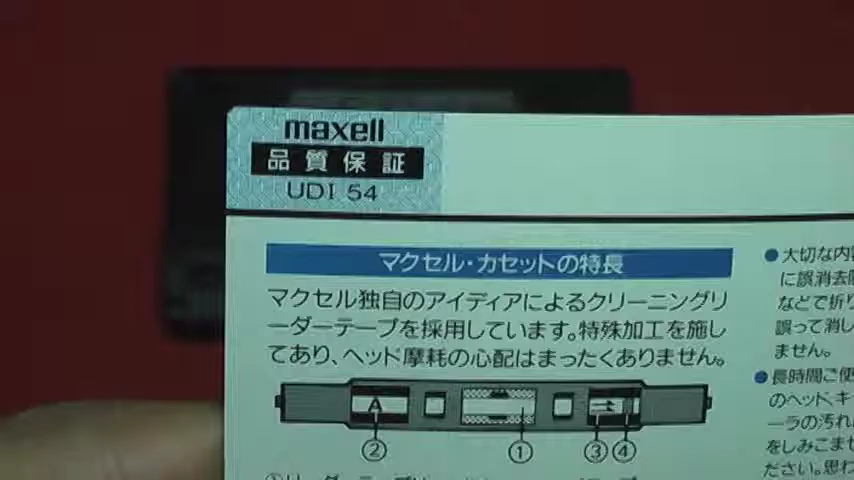 maxell
品質保証
UDI 54
マクセル・カセットの特長
マクセル独自のアイディアによるクリーニングリ
ーダーテープを採用しています。特殊加工を施し
てあり、ヘッド摩耗の心配はまったくありません。
A
② ① ③ ④
●大切な内
に誤消去
などで折り
誤って消し
ません。
●長時間ご使
のヘッド、キ
ーラの汚れ
をしみこませ
ださい。思わ